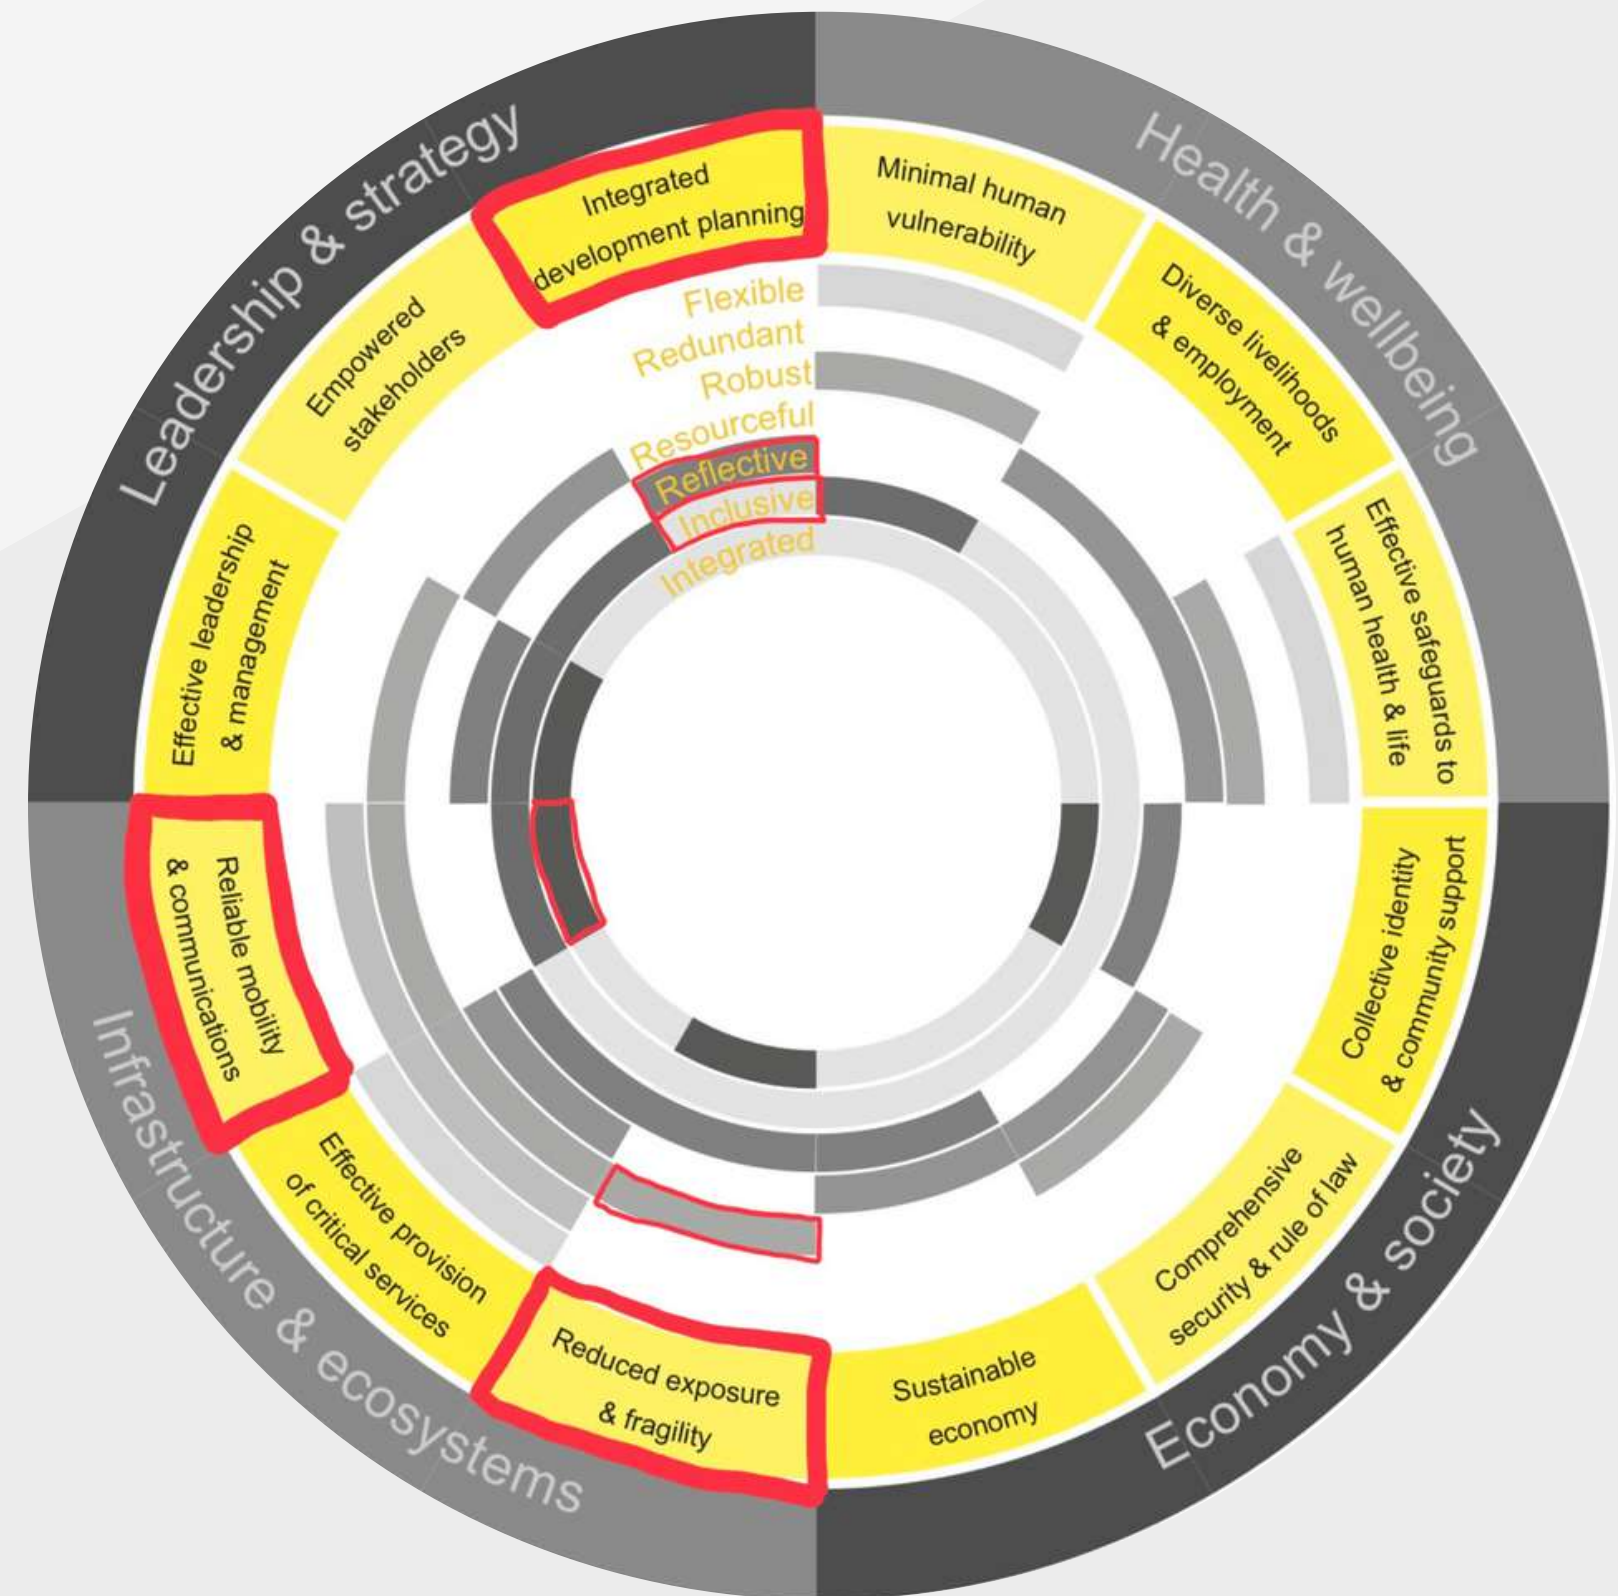 Leadership & strategy
Health & wellbeing
Economy & society
Infrastructure & ecosystems
Integrated
development planning
Minimal human
vulnerability
Diverse livelihoods
& employment
Effective safeguards to
human health & life
Collective identity
& community support
Comprehensive
security & rule of law
Sustainable
economy
Reduced exposure
& fragility
Effective provision
of critical services
Reliable mobility
& communications
Effective leadership
& management
Empowered
stakeholders
Flexible
Redundant
Robust
Resourceful
Reflective
Inclusive
Integrated